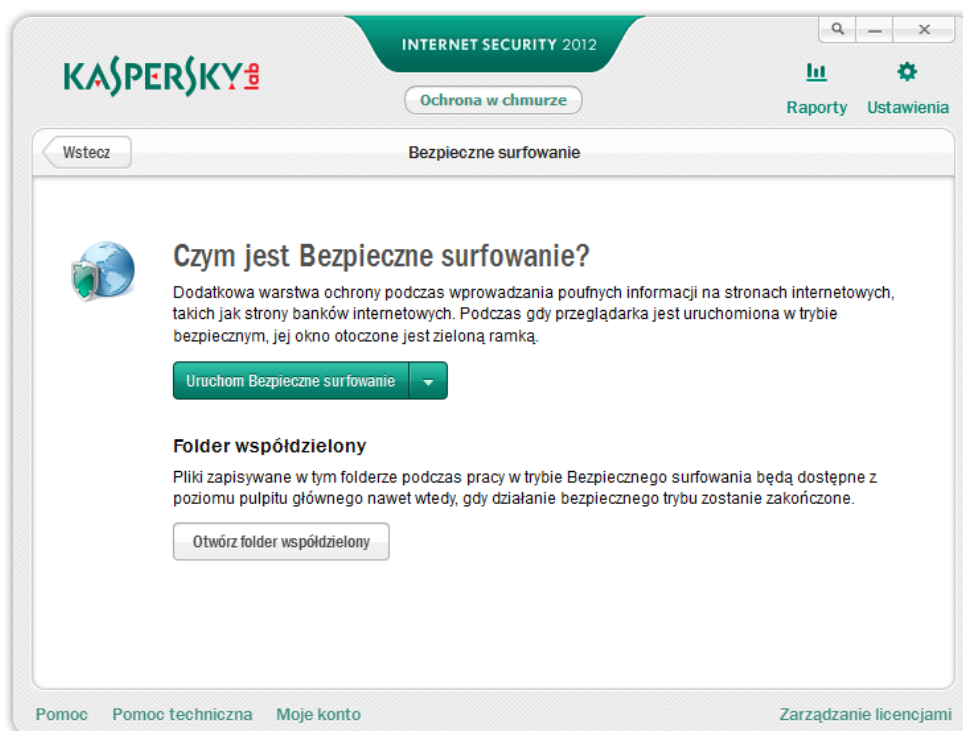 INTERNET SECURITY 2012
KASPERSKY lab
Ochrona w chmurze
Raporty
Ustawienia
Wstecz
Bezpieczne surfowanie
Czym jest Bezpieczne surfowanie?
Dodatkowa warstwa ochrony podczas wprowadzania poufnych informacji na stronach internetowych,
takich jak strony banków internetowych. Podczas gdy przeglądarka jest uruchomiona w trybie
bezpiecznym, jej okno otoczone jest zieloną ramką.
Uruchom Bezpieczne surfowanie
Folder współdzielony
Pliki zapisywane w tym folderze podczas pracy w trybie Bezpiecznego surfowania będą dostępne z
poziomu pulpitu głównego nawet wtedy, gdy działanie bezpiecznego trybu zostanie zakończone.
Otwórz folder współdzielony
Pomoc
Pomoc techniczna
Moje konto
Zarządzanie licencjami